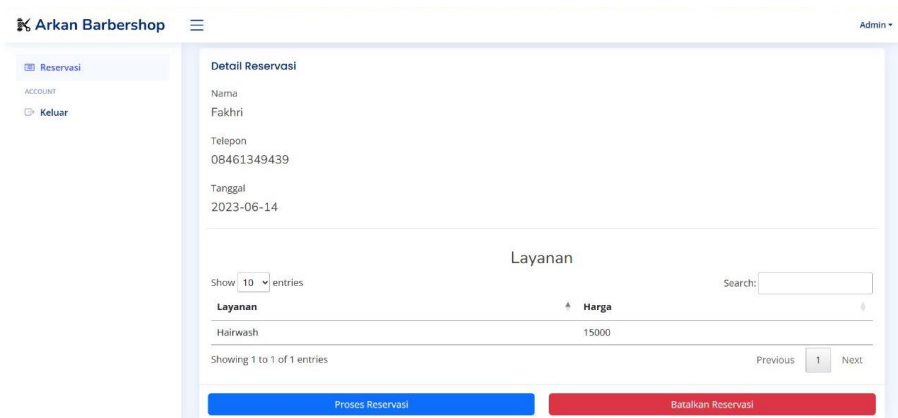 Arkan Barbershop
Admin
Reservasi
ACCOUNT
Keluar
Detail Reservasi
Nama
Fakhri
Telepon
08461349439
Tanggal
2023-06-14
Layanan
Show 10 entries
Search:
Layanan Harga
Hairwash 15000
Showing 1 to 1 of 1 entries
Previous 1 Next
Proses Reservasi
Batalkan Reservasi